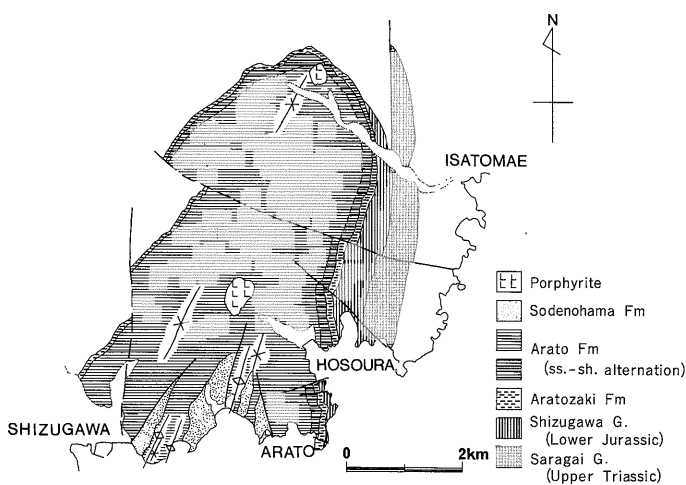 N
ISATOMAE
Porphyrite
Sodenohama Fm
Arato Fm
(ss.-sh. alternation)
Aratozaki Fm
Shizugawa G.
(Lower Jurassic)
Saragai G.
(Upper Triassic)
HOSOURA
SHIZUGAWA
ARATO
0 2km